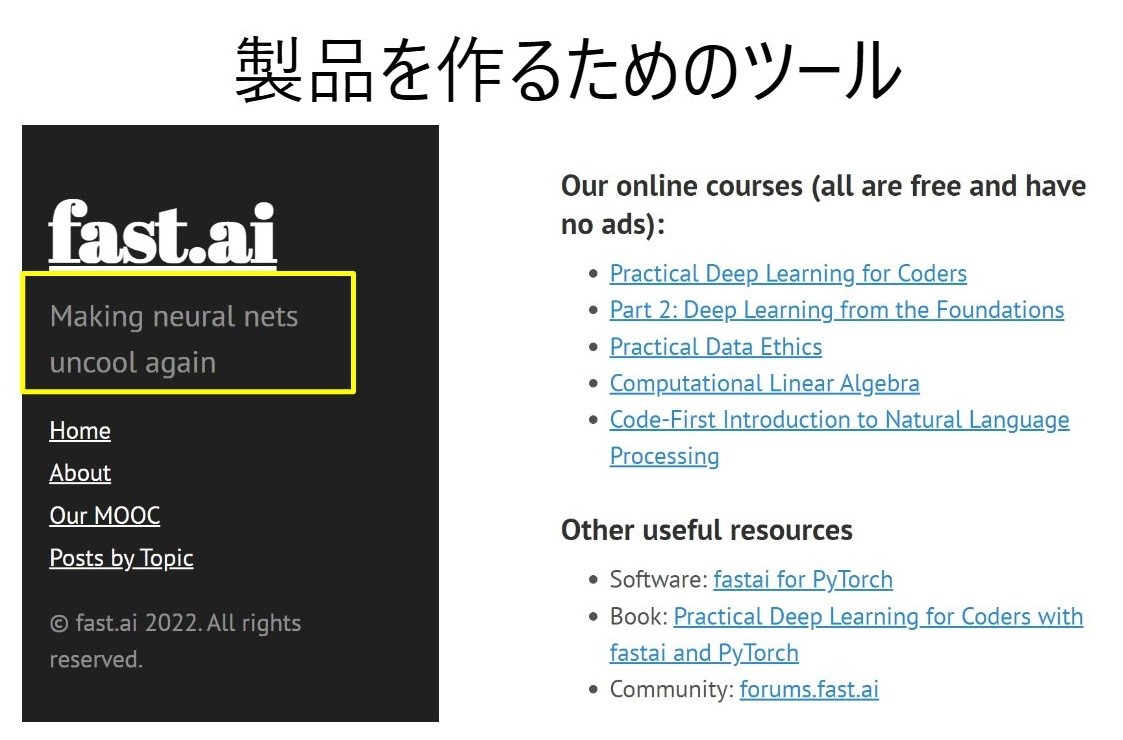 製品を作るためのツール
fast.ai
Making neural nets
uncool again
Home
About
Our MOOC
Posts by Topic
© fast.ai 2022. All rights
reserved.
Our online courses (all are free and have
no ads):
• Practical Deep Learning for Coders
• Part 2: Deep Learning from the Foundations
• Practical Data Ethics
• Computational Linear Algebra
• Code-First Introduction to Natural Language
Processing
Other useful resources
• Software: fastai for PyTorch
• Book: Practical Deep Learning for Coders with
fastai and PyTorch
• Community: forums.fast.ai